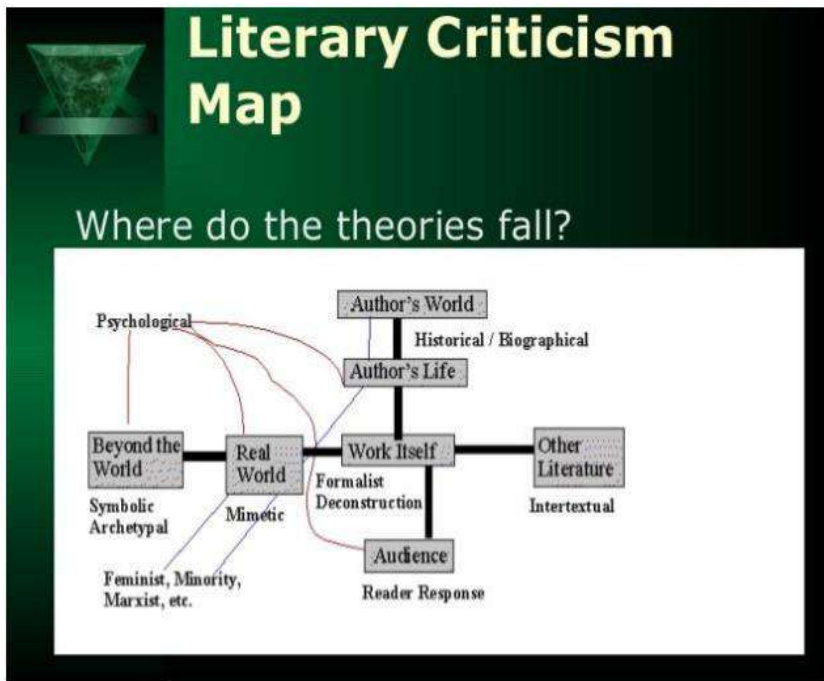 Literary Criticism
Map
Where do the theories fall?
Author's World
Psychological
Historical / Biographical
Author's Life
Beyond the
World
Real
World
Work Itself
Other
Literature
Symbolic
Archetypal
Mimetic
Formalist
Deconstruction
Intertextual
Audience
Feminist, Minority,
Marxist, etc.
Reader Response